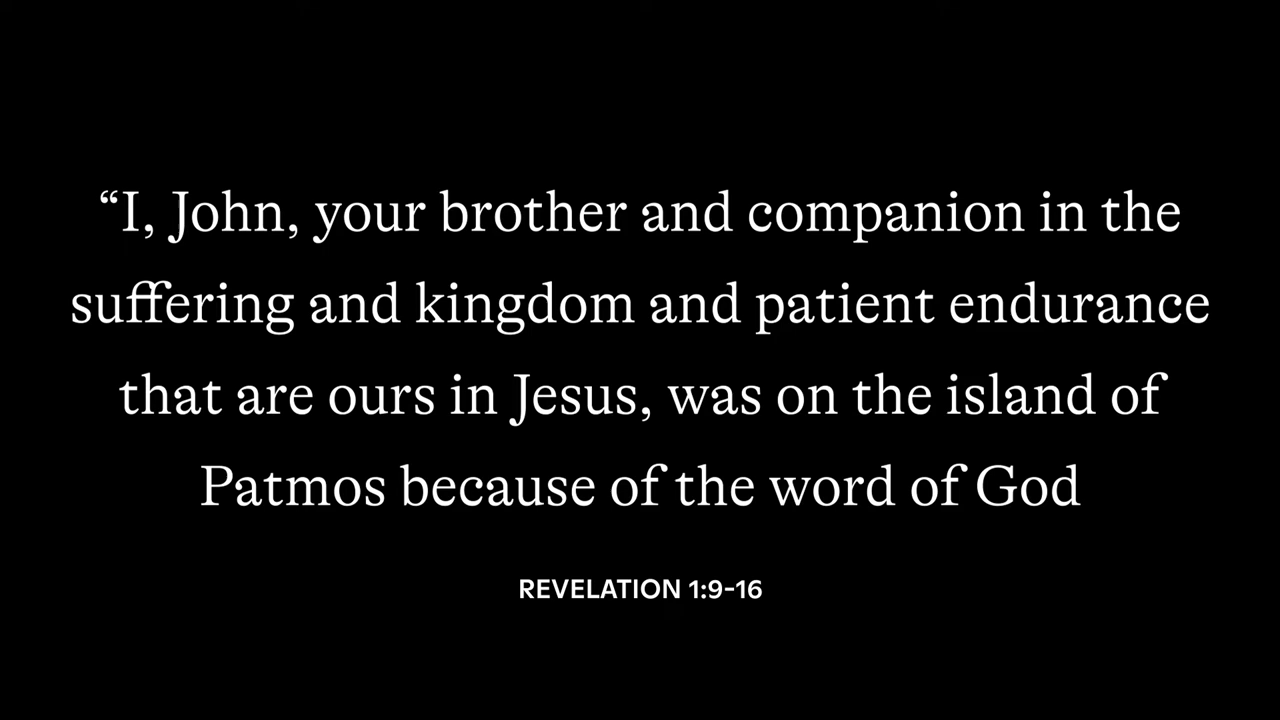 “I, John, your brother and companion in the
suffering and kingdom and patient endurance
that are ours in Jesus, was on the island of
Patmos because of the word of God
REVELATION 1:9-16